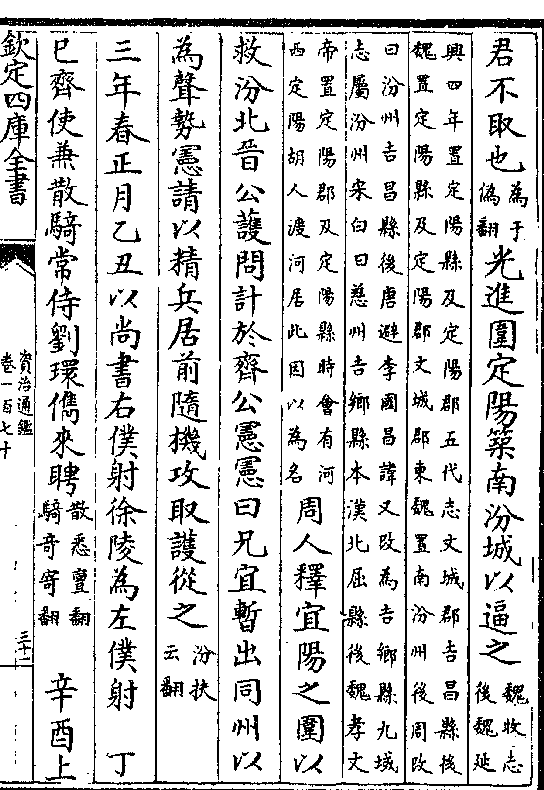 君不取也為于偽翻光進圍定陽築南汾城以逼之魏收志後魏延
興四年置定陽縣及定陽郡五代志文城郡吉昌縣後
魏置定陽縣及定陽郡文城郡東魏置南汾州後周改
曰汾州吉昌縣後唐避李國昌諱又改為吉鄉縣九域
志屬汾州宋白曰慈州吉鄉縣本漢北屈縣後魏孝文
帝置定陽郡及定陽縣時會有河
西定陽胡人渡河居此因以為名
周人釋宜陽之圍以
救汾北晉公護問計於齊公憲憲曰兄宜暫出同州以
為聲勢憲請以精兵居前隨機攻取護從之汾扶云翻
三年春正月乙丑以尚書右僕射徐陵為左僕射 丁
巳齊使兼散騎常侍劉環儁來聘散悉亶翻騎奇寄翻 辛酉上
欽定四庫全書
資治通鑑
卷一百七十
三十一